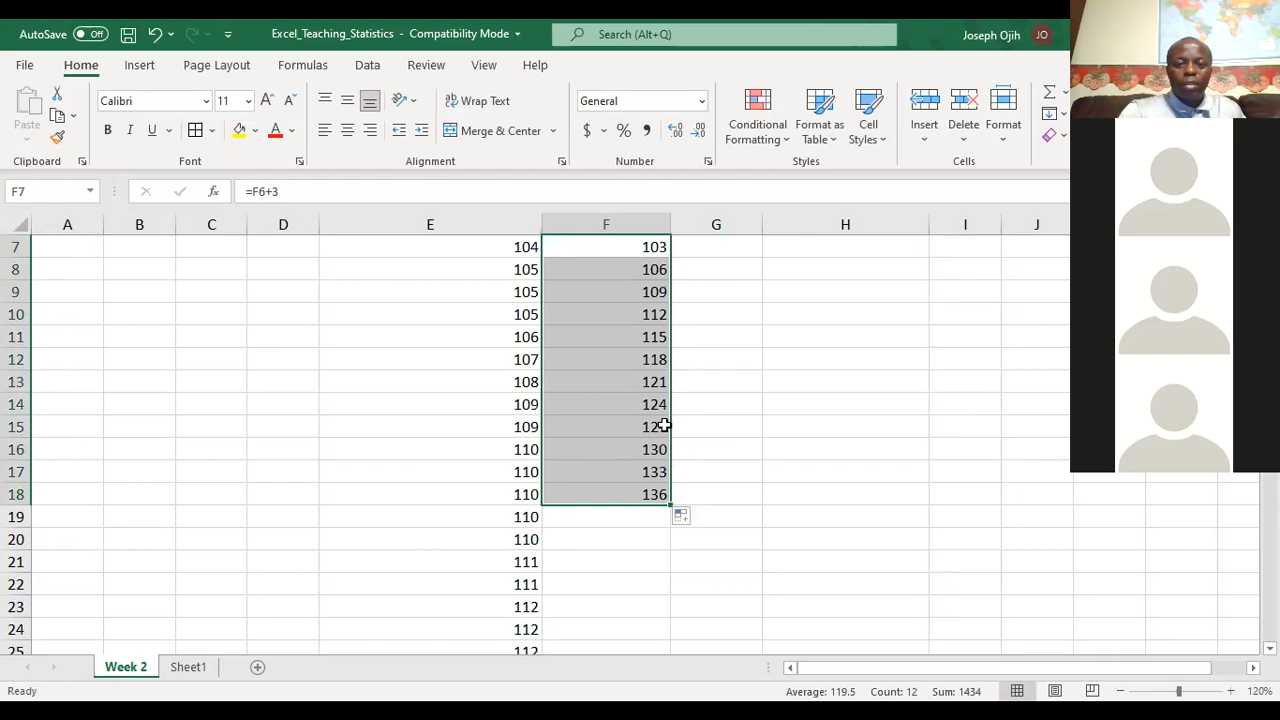 AutoSave Off Excel_Teaching_Statistics - Compatibility Mode Search (Alt+Q) Joseph Ojih JO
File Home Insert Page Layout Formulas Data Review View Help
Paste Calibri 11 Wrap Text General Conditional Formatting Format as Table Cell Styles Insert Delete Format
B I U A Merge & Center $ %
Clipboard Font Alignment Number Styles Cells
F7 fx =F6+3
A B C D E F G H I J
7 104 103
8 105 106
9 105 109
10 105 112
11 106 115
12 107 118
13 108 121
14 109 124
15 109
16 110 130
17 110 133
18 110 136
19 110
20 110
21 111
22 111
23 112
24 112
25 112
Week 2 Sheet1
Ready Average: 119.5 Count: 12 Sum: 1434 120%